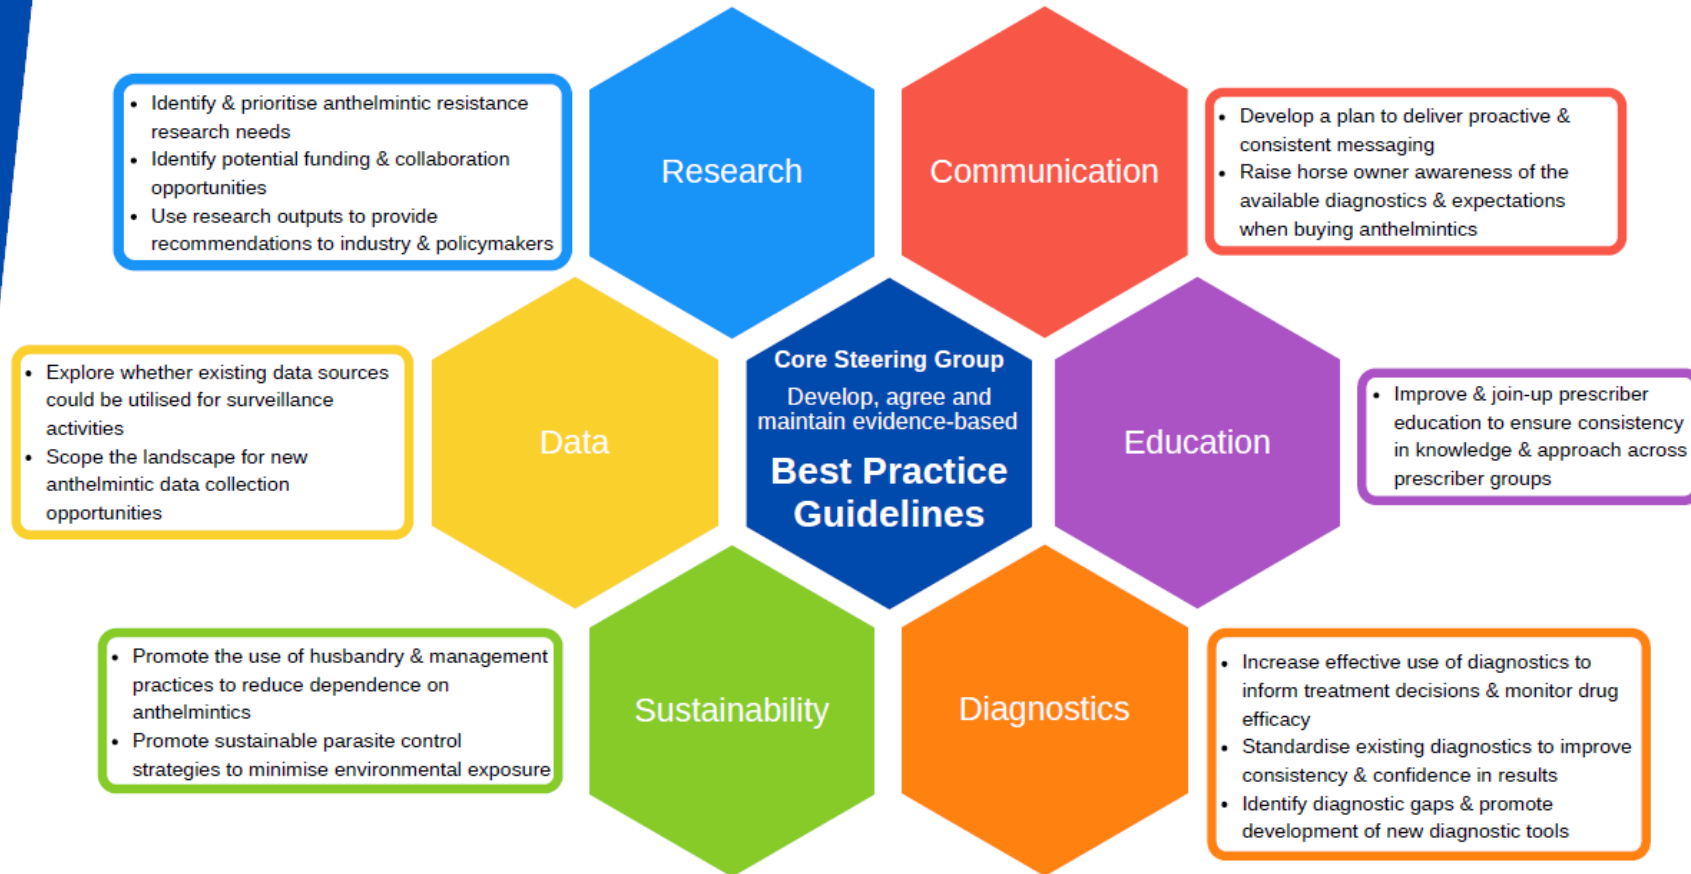 Research
• Identify & prioritise anthelmintic resistance
research needs
• Identify potential funding & collaboration
opportunities
• Use research outputs to provide
recommendations to industry & policymakers
Communication
• Develop a plan to deliver proactive &
consistent messaging
• Raise horse owner awareness of the
available diagnostics & expectations
when buying anthelmintics
Data
• Explore whether existing data sources
could be utilised for surveillance
activities
• Scope the landscape for new
anthelmintic data collection
opportunities
Core Steering Group
Develop, agree and
maintain evidence-based
Best Practice
Guidelines
Education
• Improve & join-up prescriber
education to ensure consistency
in knowledge & approach across
prescriber groups
Sustainability
• Promote the use of husbandry & management
practices to reduce dependence on
anthelmintics
• Promote sustainable parasite control
strategies to minimise environmental exposure
Diagnostics
• Increase effective use of diagnostics to
inform treatment decisions & monitor drug
efficacy
• Standardise existing diagnostics to improve
consistency & confidence in results
• Identify diagnostic gaps & promote
development of new diagnostic tools